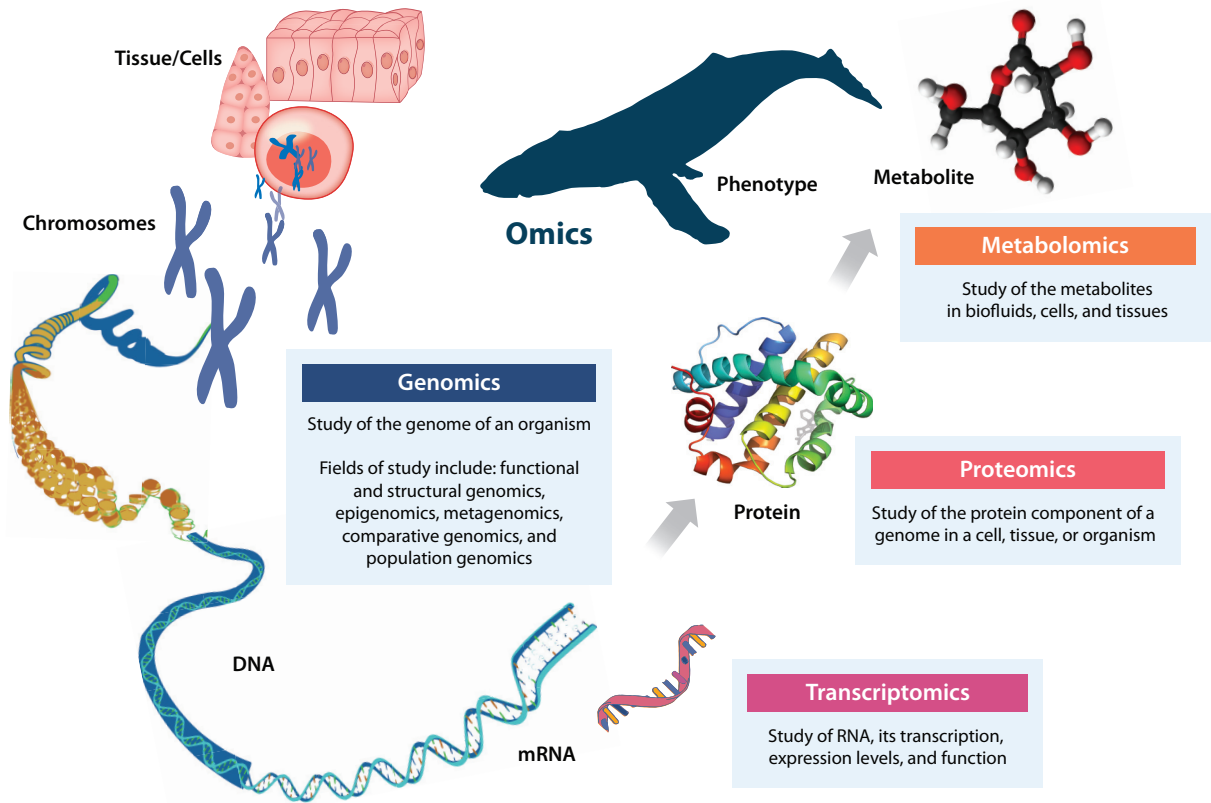 Tissue/Cells
Chromosomes
Omics
Phenotype
Metabolite
Metabolomics
Study of the metabolites
in biofluids, cells, and tissues
Genomics
Study of the genome of an organism
Fields of study include: functional
and structural genomics,
epigenomics, metagenomics,
comparative genomics, and
population genomics
Protein
Proteomics
Study of the protein component of a
genome in a cell, tissue, or organism
DNA
mRNA
Transcriptomics
Study of RNA, its transcription,
expression levels, and function